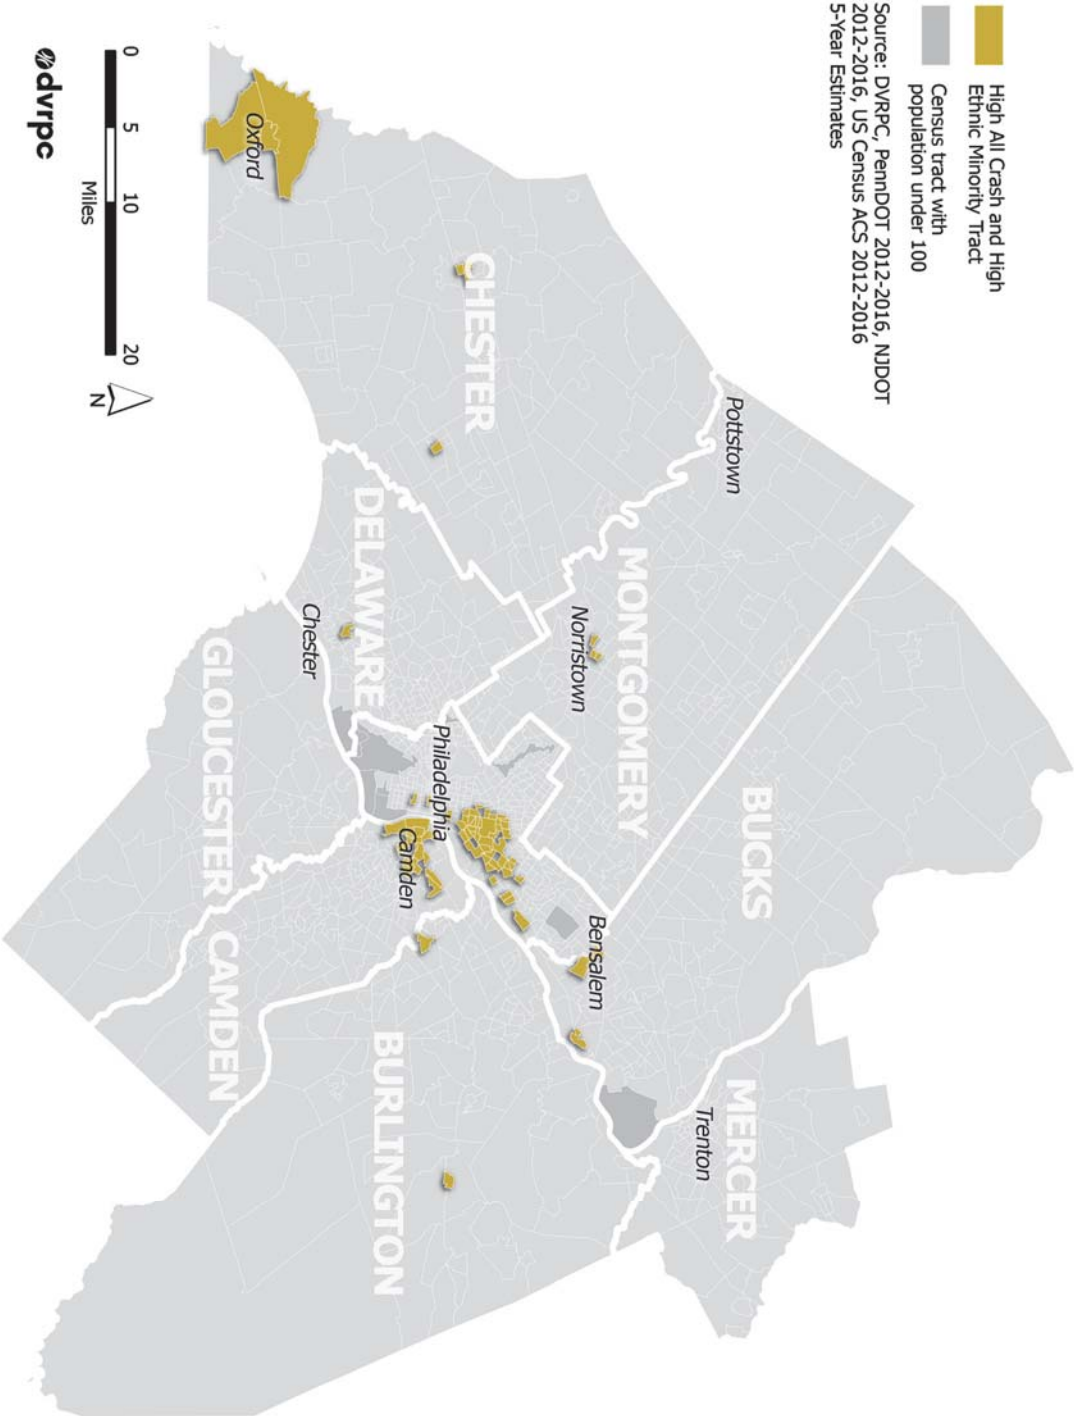 High All Crash and High
Ethnic Minority Tract
Census tract with
population under 100
Source: DVRPC, PennDOT 2012-2016, NJDOT
2012-2016, US Census ACS 2012-2016
5-Year Estimates
BUCKS
Pottstown
MERCER
Trenton
MONTGOMERY
Norristown
Bensalem
CHESTER
Philadelphia
DELAWARE
Camden
BURLINGTON
Chester
Oxford
GLOUCESTER
CAMDEN
0 5 10 20
Miles
N
dvrpc